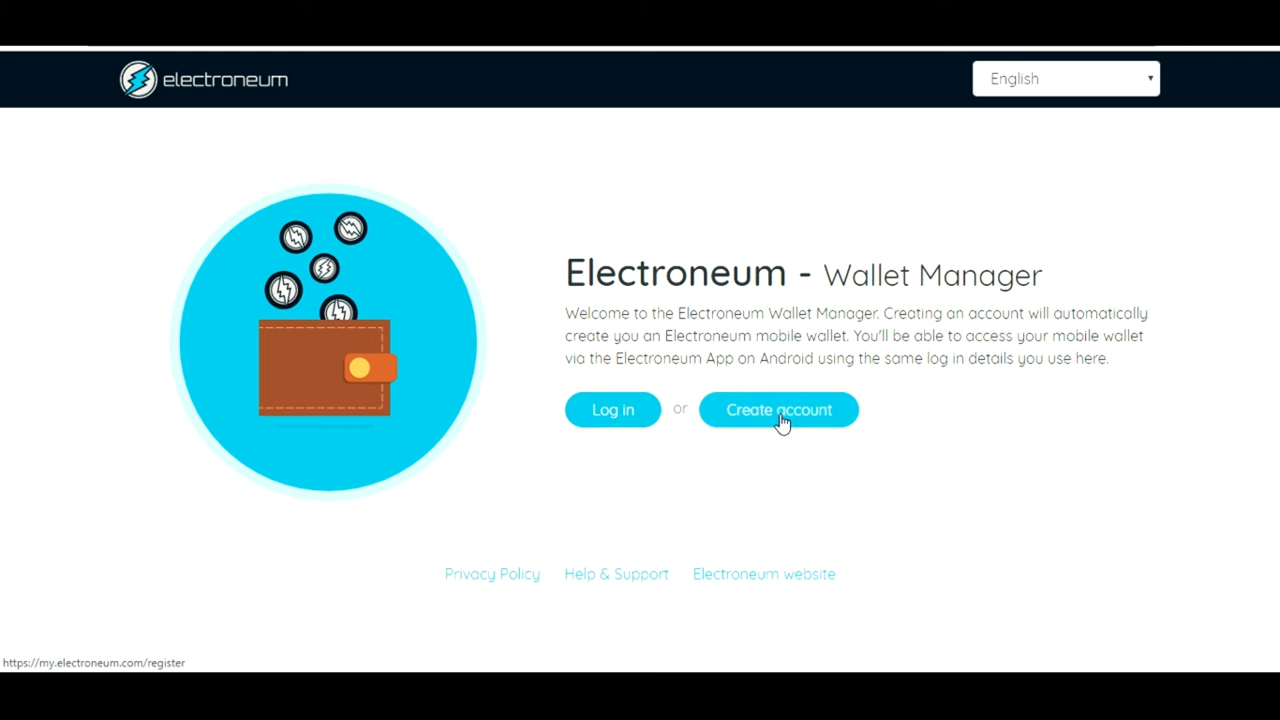 electroneum
English
Electroneum - Wallet Manager
Welcome to the Electroneum Wallet Manager. Creating an account will automatically
create you an Electroneum mobile wallet. You'll be able to access your mobile wallet
via the Electroneum App on Android using the same log in details you use here.
Log in or Create account
Privacy Policy Help & Support Electroneum website
https://my.electroneum.com/register